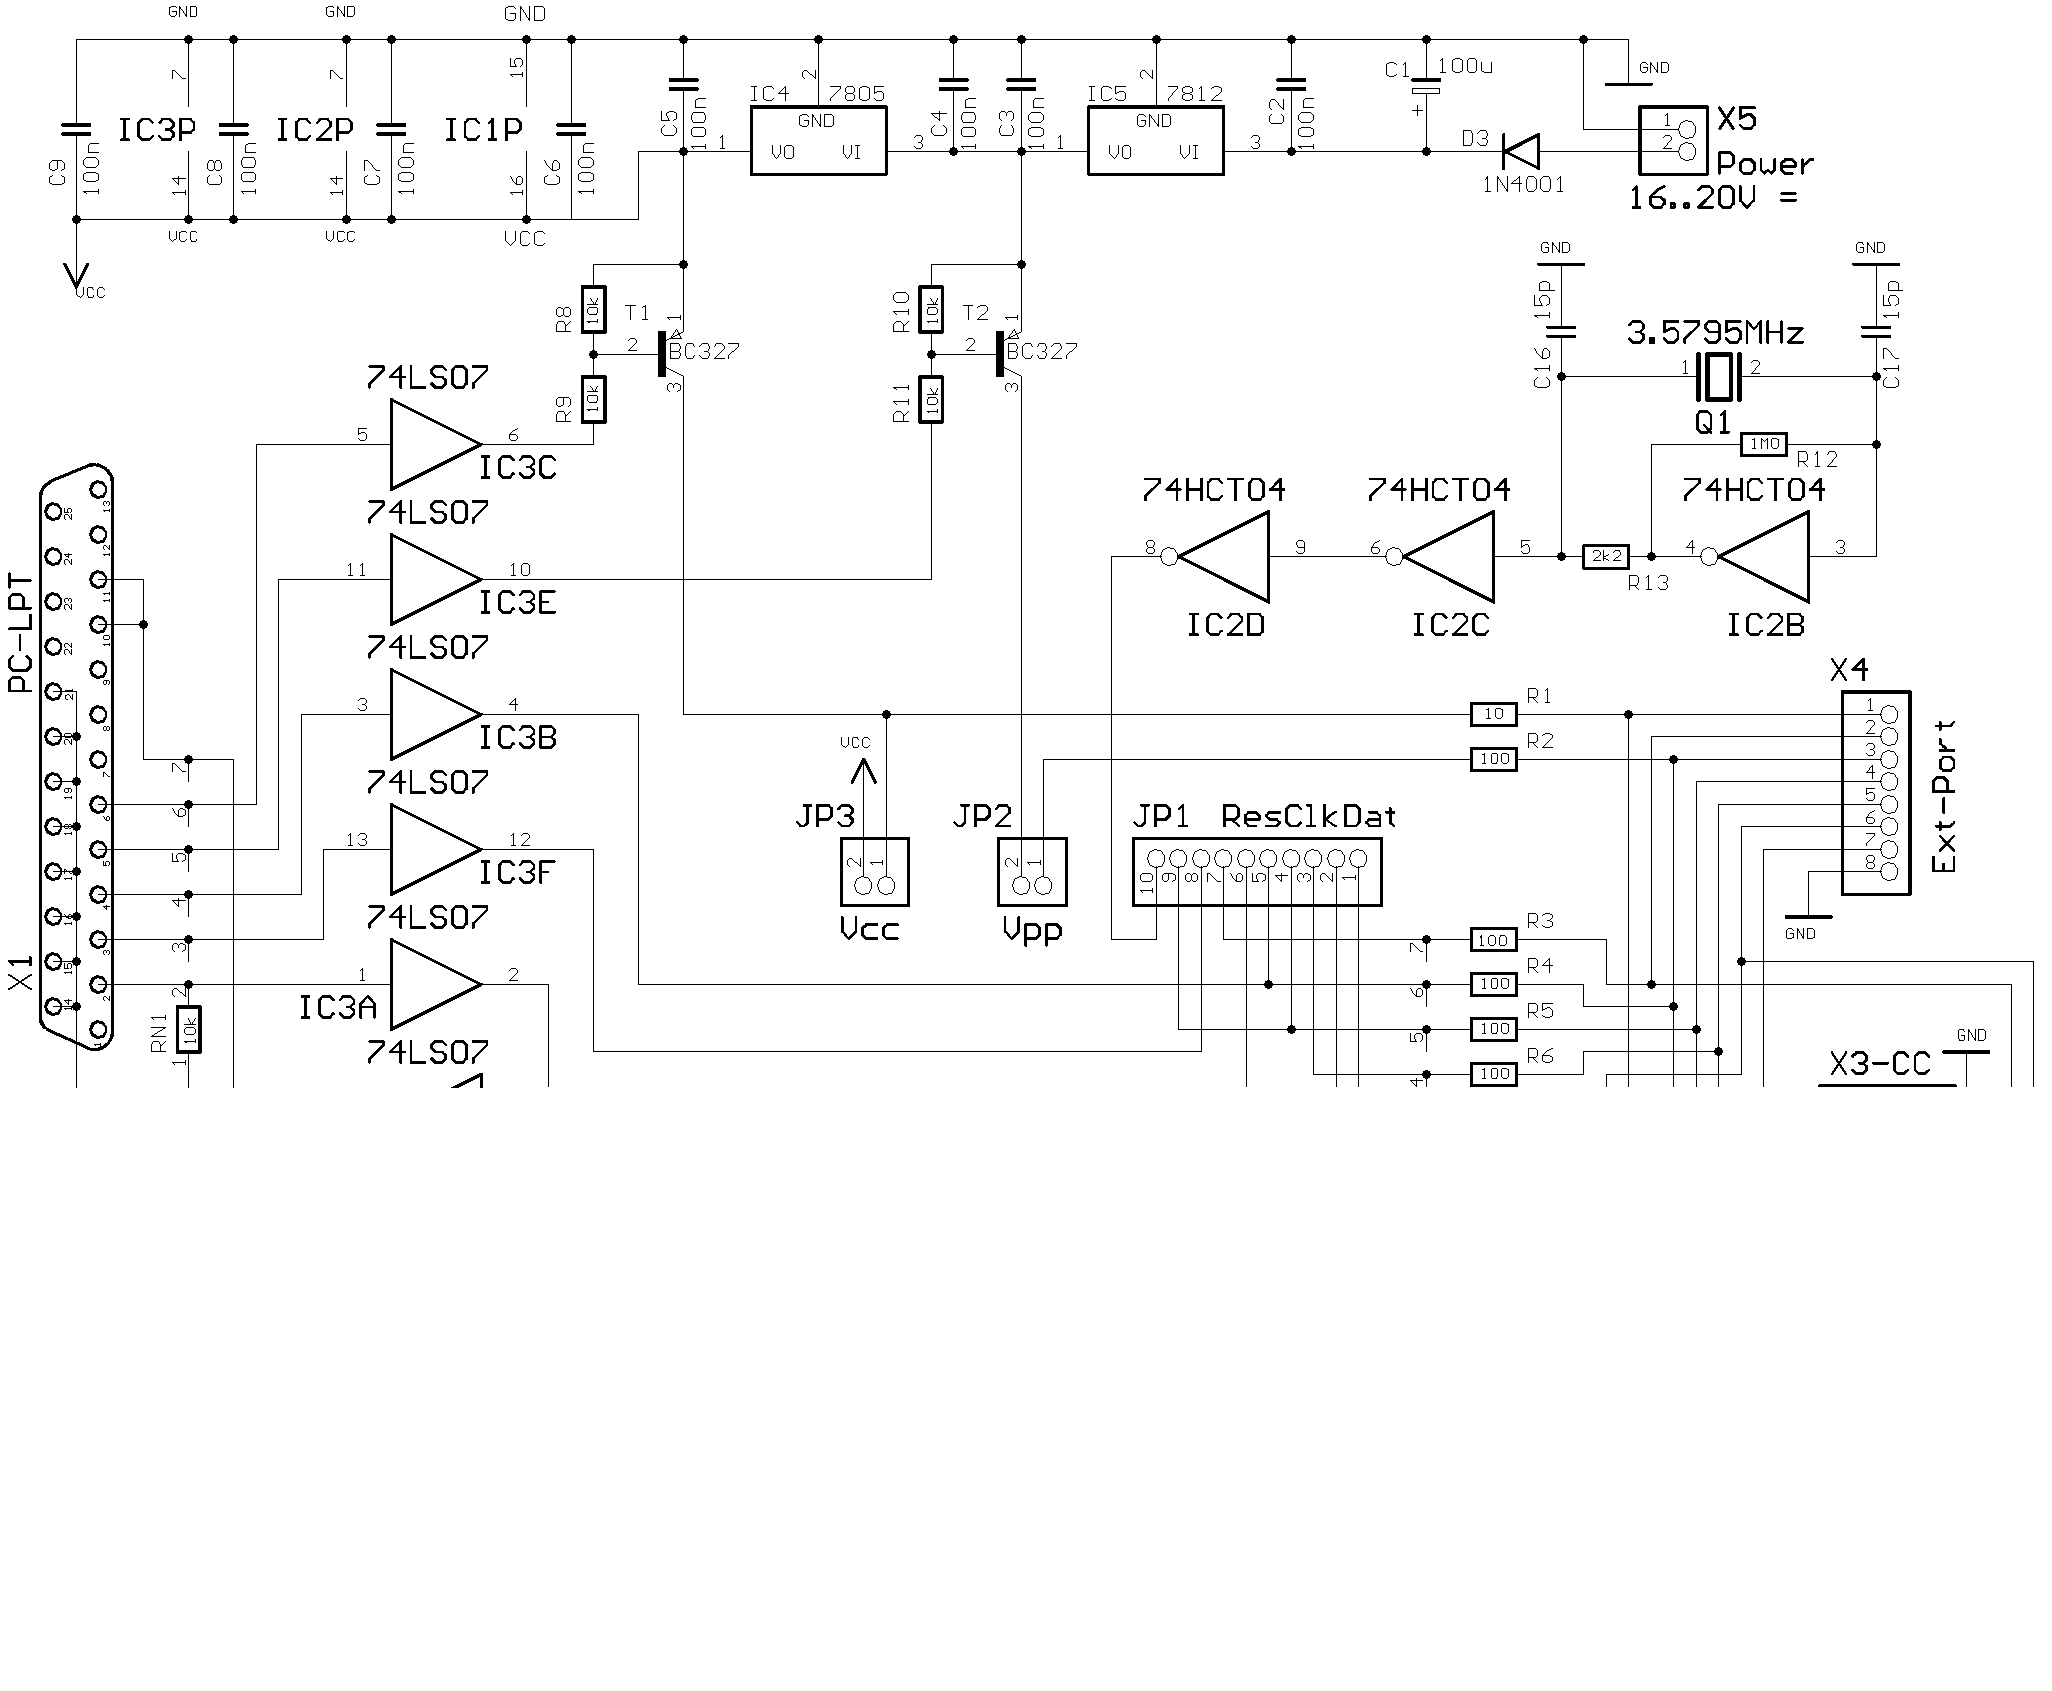 GND
GND
GND
7
7
15
C5
100n
2
IC4
7805
GND
VO
VI
1
3
C4
100n
C3
100n
2
IC5
7812
GND
VO
VI
1
3
C2
100n
C1
100u
+
D3
1N4001
GND
1
2
X5
Power
16..20V =
C9
100n
IC3P
C8
100n
IC2P
C7
100n
IC1P
C6
100n
14
14
16
VCC
VCC
VCC
VCC
R8
10k
T1
1
2
BC327
3
R9
10k
R10
10k
T2
1
2
BC327
3
R11
10k
GND
GND
15p
C16
15p
C17
3.5795MHz
1
2
Q1
1M0
R12
74HCT04
8
9
IC2D
74HCT04
6
5
IC2C
2k2
R13
74HCT04
4
3
IC2B
74LS07
5
6
IC3C
74LS07
11
10
IC3E
74LS07
3
4
IC3B
74LS07
13
12
IC3F
74LS07
1
2
IC3A
74LS07
PC-LPT
X1
13
25
12
24
11
23
10
22
9
21
8
20
7
19
6
18
5
17
4
16
3
15
2
14
1
7
6
5
4
3
2
RN1
10k
1
VCC
JP3
2
1
Vcc
JP2
2
1
Vpp
JP1
ResClkDat
10
9
8
7
6
5
4
3
2
1
R1
10
R2
100
7
R3
100
6
R4
100
5
R5
100
4
R6
100
X4
1
2
3
4
5
6
7
8
Ext-Port
GND
X3-CC
GND